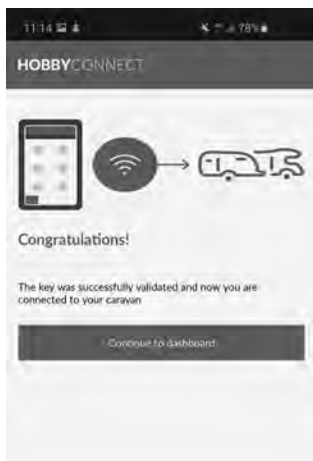 11:14 78%
HOBBYCONNECT
Congratulations!
The key was successfully validated and now you are
connected to your caravan
Continue to dashboard